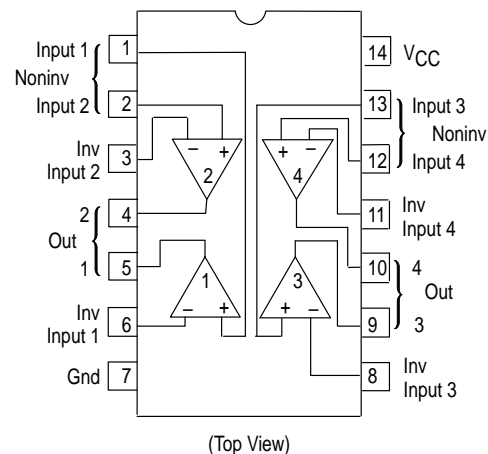 Input 1
Noninv
Input 2
Inv
Input 2
2
Out
1
Inv
Input 1
Gnd
1
2
3
4
5
6
7
− +
2
+ −
4
1
− +
3
+ −
14
13
12
11
10
9
8
VCC
Input 3
Noninv
Input 4
Inv
Input 4
4
Out
3
Inv
Input 3
(Top View)